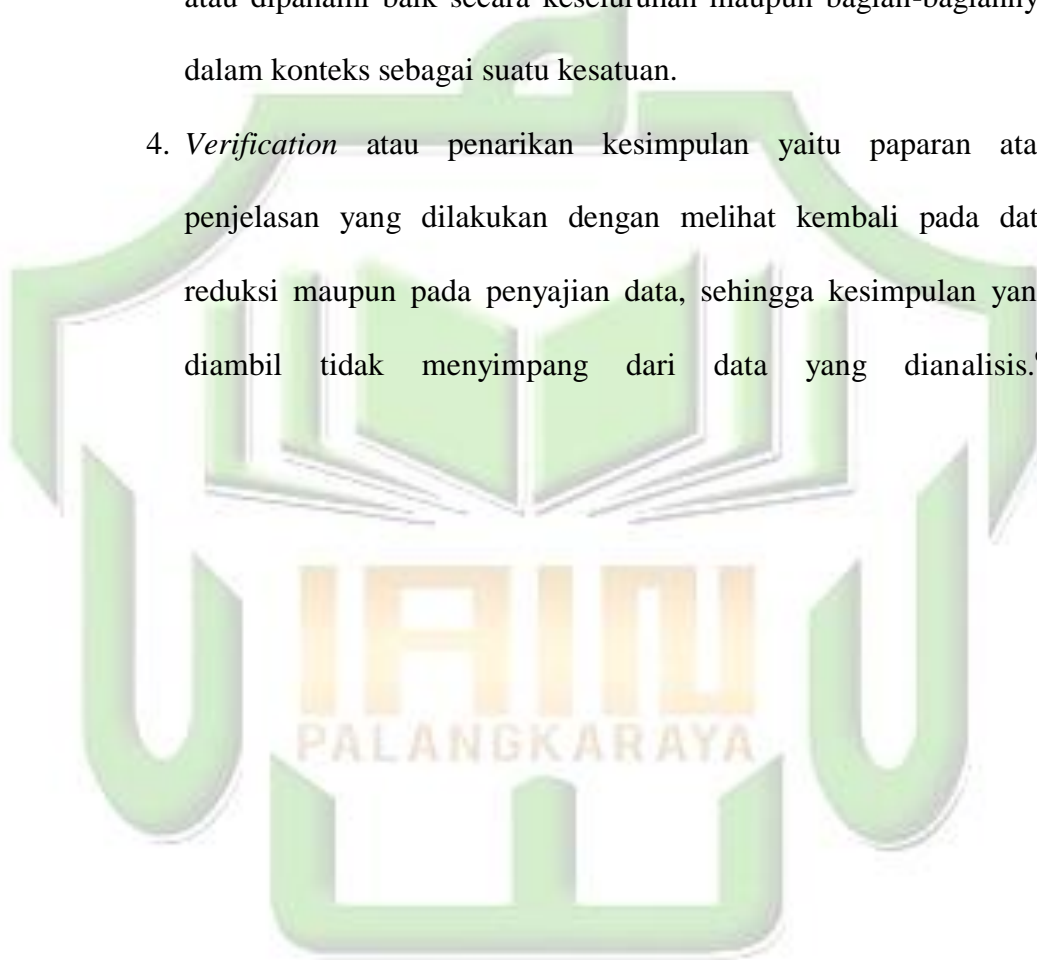 atau dipahami baik secara keseluruhan maupun bagian-bagianny
dalam konteks sebagai suatu kesatuan.
4. Verification atau penarikan kesimpulan yaitu paparan ata
penjelasan yang dilakukan dengan melihat kembali pada dat
reduksi maupun pada penyajian data, sehingga kesimpulan yan
diambil tidak menyimpang dari data yang dianalisis.
IAIN
PALANGKARAYA